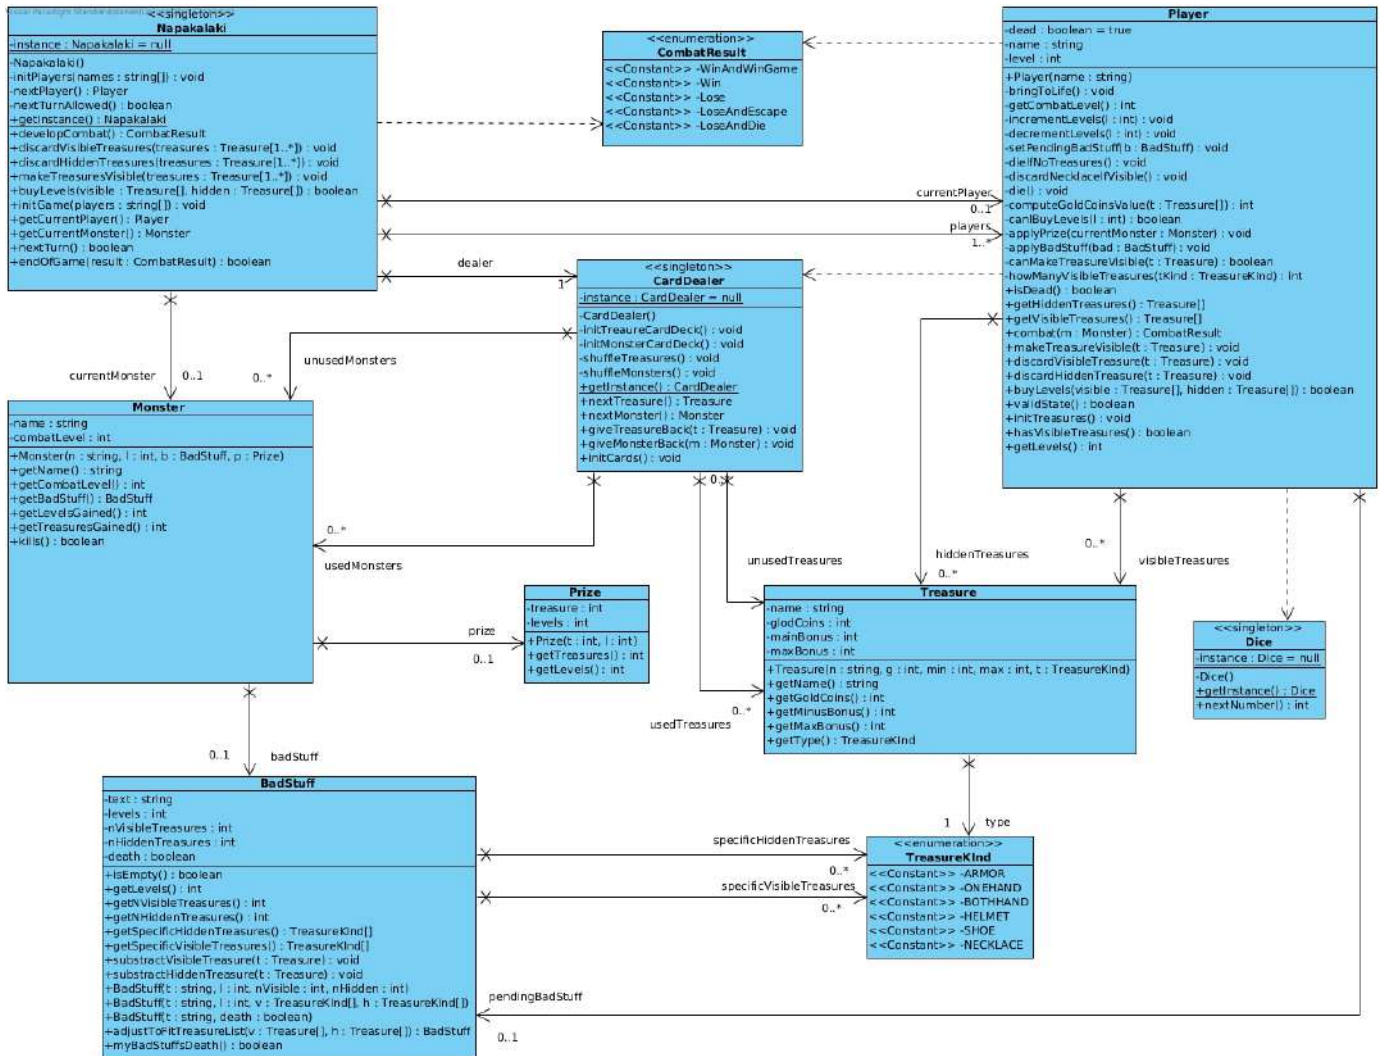 <<singleton>>
Napakalaki
-instance : Napakalaki = null
-Napakalaki()
-initPlayers(names : string[]) : void
-nextPlayer() : Player
-nextTurnAllowed() : boolean
+getInstance() : Napakalaki
+developCombat() : CombatResult
+discardVisibleTreasures(treasures : Treasure[1..*]) : void
+discardHiddenTreasures(treasures : Treasure[1..*]) : void
+makeTreasuresVisible(treasures : Treasure[1..*]) : void
+buyLevels(visible : Treasure[], hidden : Treasure[]) : boolean
+initGame(players : string[]) : void
+getCurrentPlayer() : Player
+getCurrentMonster() : Monster
+nextTurn() : boolean
+endOfGame(result : CombatResult) : boolean
<<enumeration>>
CombatResult
<<Constant>> -WinAndWinGame
<<Constant>> -Win
<<Constant>> -Lose
<<Constant>> -LoseAndEscape
<<Constant>> -LoseAndDie
Player
-dead : boolean = true
-name : string
-level : int
+Player(name : string)
-bringToLife() : void
-getCombatLevel() : int
-incrementLevels(l : int) : void
-decrementLevels(l : int) : void
-setPendingBadStuff(b : BadStuff) : void
-dieIfNoTreasures() : void
-discardNecklaceIfVisible() : void
-die() : void
-computeGoldCoinsValue(t : Treasure[]) : int
-canIBuyLevels(l : int) : boolean
-applyPrize(currentMonster : Monster) : void
-applyBadStuff(bad : BadStuff) : void
-canMakeTreasureVisible(t : Treasure) : boolean
-howManyVisibleTreasures(tKind : TreasureKInd) : int
+isDead() : boolean
+getHiddenTreasures() : Treasure[]
+getVisibleTreasures() : Treasure[]
+combat(m : Monster) : CombatResult
+makeTreasureVisible(t : Treasure) : void
+discardVisibleTreasure(t : Treasure) : void
+discardHiddenTreasure(t : Treasure) : void
+buyLevels(visible : Treasure[], hidden : Treasure[]) : boolean
+validState() : boolean
+initTreasures() : void
+hasVisibleTreasures() : boolean
+getLevels() : int
currentPlayer
0..1
players
1..*
dealer
1
<<singleton>>
CardDealer
-instance : CardDealer = null
-CardDealer()
-initTreaureCardDeck() : void
-initMonsterCardDeck() : void
-shuffleTreasures() : void
-shuffleMonsters() : void
+getInstance() : CardDealer
+nextTreasure() : Treasure
+nextMonster() : Monster
+giveTreasureBack(t : Treasure) : void
+giveMonsterBack(m : Monster) : void
+initCards() : void
unusedMonsters
0..*
currentMonster
0..1
Monster
-name : string
-combatLevel : int
+Monster(n : string, l : int, b : BadStuff, p : Prize)
+getName() : string
+getCombatLevel() : int
+getBadStuff() : BadStuff
+getLevelsGained() : int
+getTreasuresGained() : int
+kills() : boolean
0..*
usedMonsters
unusedTreasures
hiddenTreasures
0..*
0..*
visibleTreasures
Prize
-treasure : int
-levels : int
+Prize(t : int, l : int)
+getTreasures() : int
+getLevels() : int
prize
0..1
Treasure
-name : string
-glodCoins : int
-mainBonus : int
-maxBonus : int
+Treasure(n : string, g : int, min : int, max : int, t : TreasureKInd)
+getName() : string
+getGoldCoins() : int
+getMinusBonus() : int
+getMaxBonus() : int
+getType() : TreasureKInd
0..*
usedTreasures
<<singleton>>
Dice
-instance : Dice = null
-Dice()
+getInstance() : Dice
+nextNumber() : int
0..1
badStuff
BadStuff
-text : string
-levels : int
-nVisibleTreasures : int
-nHiddenTreasures : int
-death : boolean
+isEmpty() : boolean
+getLevels() : int
+getNVisibleTreasures() : int
+getNHiddenTreasures() : int
+getSpecificHiddenTreasures() : TreasureKInd[]
+getSpecificVisibleTreasures() : TreasureKInd[]
+substractVisibleTreasure(t : Treasure) : void
+substractHiddenTreasure(t : Treasure) : void
+BadStuff(t : string, l : int, nVisible : int, nHidden : int)
+BadStuff(t : string, l : int, v : TreasureKInd[], h : TreasureKInd[])
+BadStuff(t : string, death : boolean)
+adjustToFitTreasureList(v : Treasure[], h : Treasure[]) : BadStuff
+myBadStuffIsDeath() : boolean
1
type
specificHiddenTreasures
0..*
specificVisibleTreasures
0..*
<<enumeration>>
TreasureKInd
<<Constant>> -ARMOR
<<Constant>> -ONEHAND
<<Constant>> -BOTHHAND
<<Constant>> -HELMET
<<Constant>> -SHOE
<<Constant>> -NECKLACE
pendingBadStuff
0..1